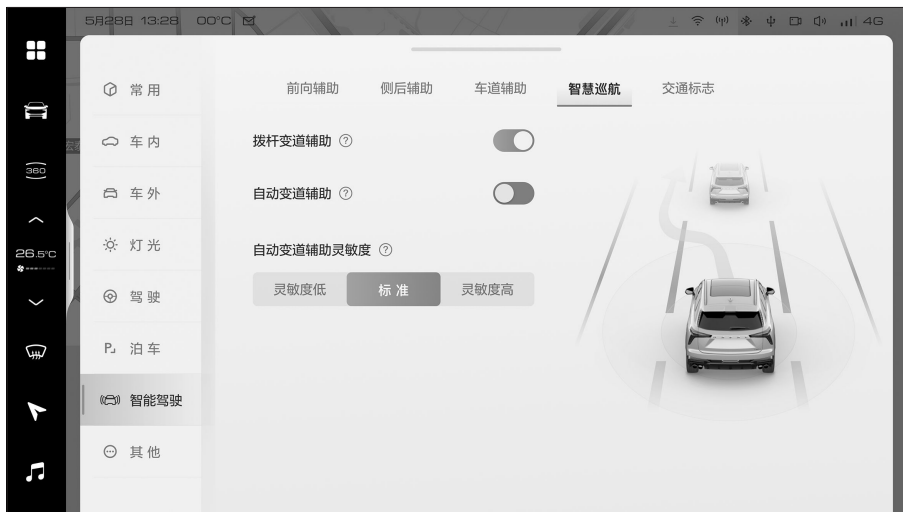 5月28日 13:28 00°C 4G
常用 前向辅助 侧后辅助 车道辅助 智慧巡航 交通标志
车内 拨杆变道辅助
360
车外 自动变道辅助
26.5°C 灯光 自动变道辅助灵敏度
驾驶 灵敏度低 标准 灵敏度高
P 泊车
智能驾驶
其他